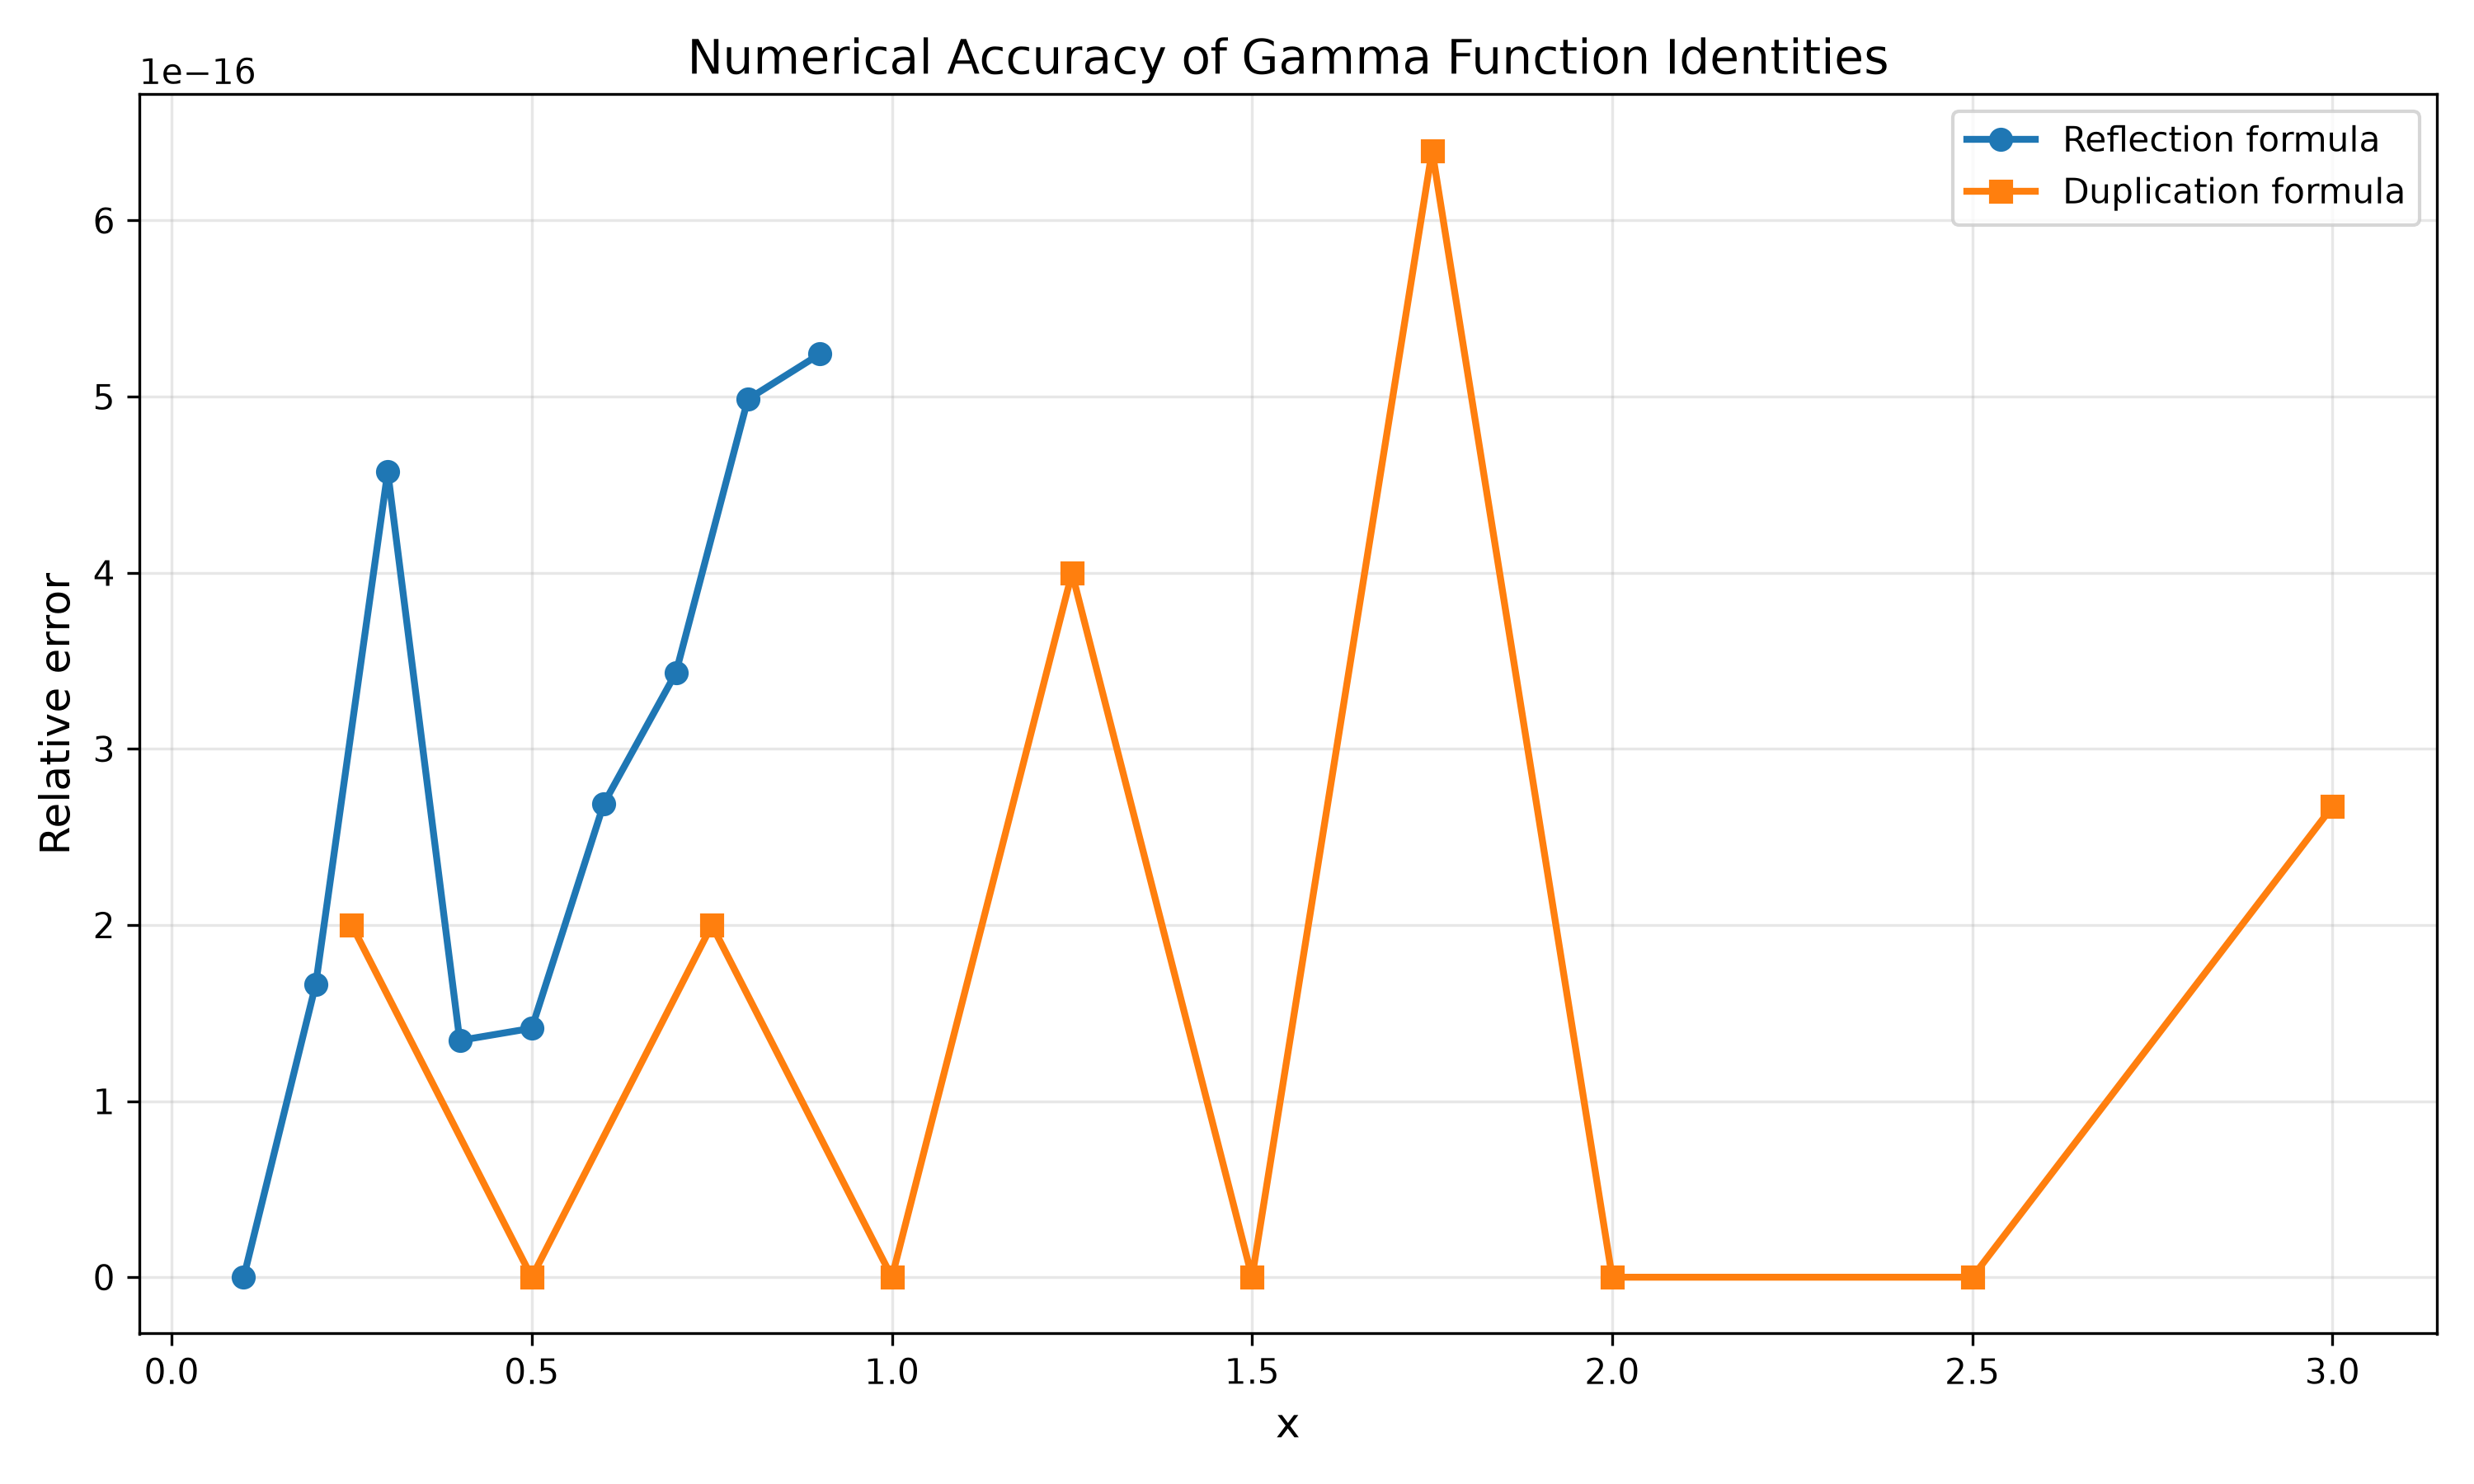 Numerical Accuracy of Gamma Function Identities
1e−16
Reflection formula
Duplication formula
Relative error
6
5
4
3
2
1
0
0.0 0.5 1.0 1.5 2.0 2.5 3.0
x